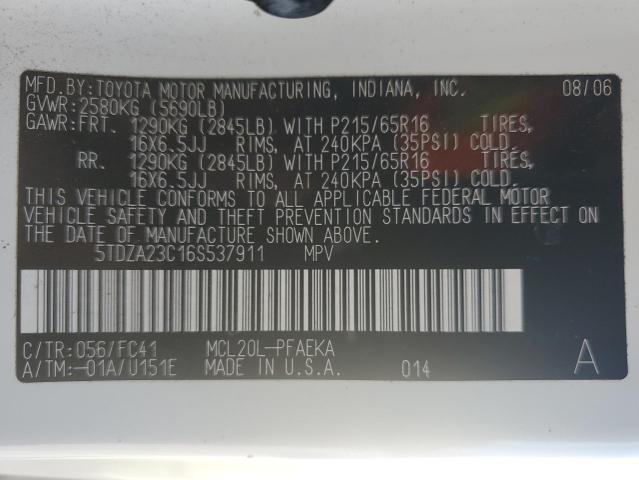 MFD.BY:TOYOTA MOTOR MANUFACTURING, INDIANA, INC. 08/06
GVWR:2580KG (5690LB)
GAWR:FRT. 1290KG (2845LB) WITH P215/65R16 TIRES,
16X6.5JJ RIMS, AT 240KPA (35PSI) COLD.
RR. 1290KG (2845LB) WITH P215/65R16 TIRES,
16X6.5JJ RIMS, AT 240KPA (35PSI) COLD.
THIS VEHICLE CONFORMS TO ALL APPLICABLE FEDERAL MOTOR
VEHICLE SAFETY AND THEFT PREVENTION STANDARDS IN EFFECT ON
THE DATE OF MANUFACTURE SHOWN ABOVE.
5TDZA23C16S537911 MPV
C/TR:056/FC41 MCL20L-PFAEKA
A/TM:-01A/U151E MADE IN U.S.A. 014 A